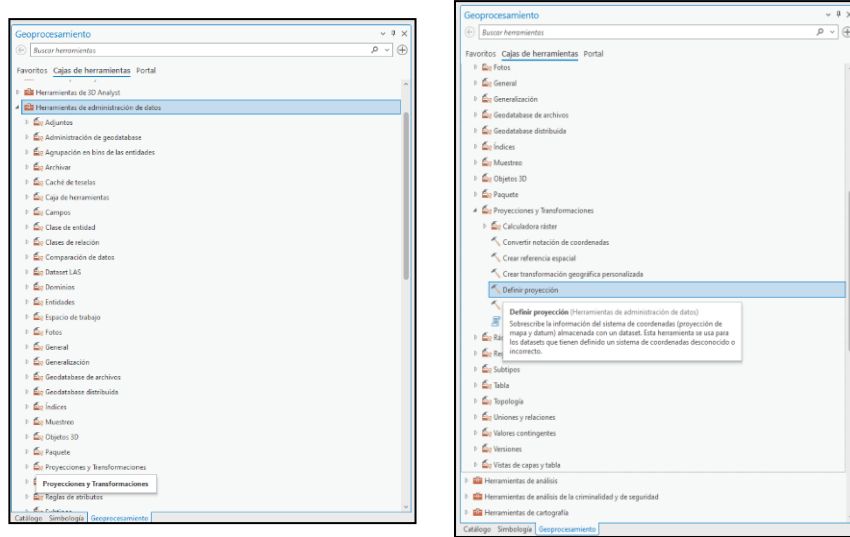 Geoprocesamiento
Buscar herramientas
Favoritos Cajas de herramientas Portal
Herramientas de 3D Analyst
Herramientas de administración de datos
Adjuntos
Administración de geodatabase
Agrupación en bins de las entidades
Archivar
Caché de teselas
Caja de herramientas
Campos
Clase de entidad
Clases de relación
Comparación de datos
Dataset LAS
Dominios
Entidades
Espacio de trabajo
Fotos
General
Generalización
Geodatabase de archivos
Geodatabase distribuida
Índices
Muestreo
Objetos 3D
Paquete
Proyecciones y Transformaciones
Proyecciones y Transformaciones
Reglas de atributos
Catálogo Simbología Geoprocesamiento
Geoprocesamiento
Buscar herramientas
Favoritos Cajas de herramientas Portal
Fotos
General
Generalización
Geodatabase de archivos
Geodatabase distribuida
Índices
Muestreo
Objetos 3D
Paquete
Proyecciones y Transformaciones
Calculadora ráster
Convertir notación de coordenadas
Crear referencia espacial
Crear transformación geográfica personalizada
Definir proyección
Definir proyección (Herramientas de administración de datos)
Sobrescribe la información del sistema de coordenadas (proyección de
mapa y datum) almacenada con un dataset. Esta herramienta se usa para
los datasets que tienen definido un sistema de coordenadas desconocido o
incorrecto.
Subtipos
Tabla
Topología
Uniones y relaciones
Valores contingentes
Versiones
Vistas de capas y tabla
Herramientas de análisis
Herramientas de análisis de la criminalidad y de seguridad
Herramientas de cartografía
Catálogo Simbología Geoprocesamiento